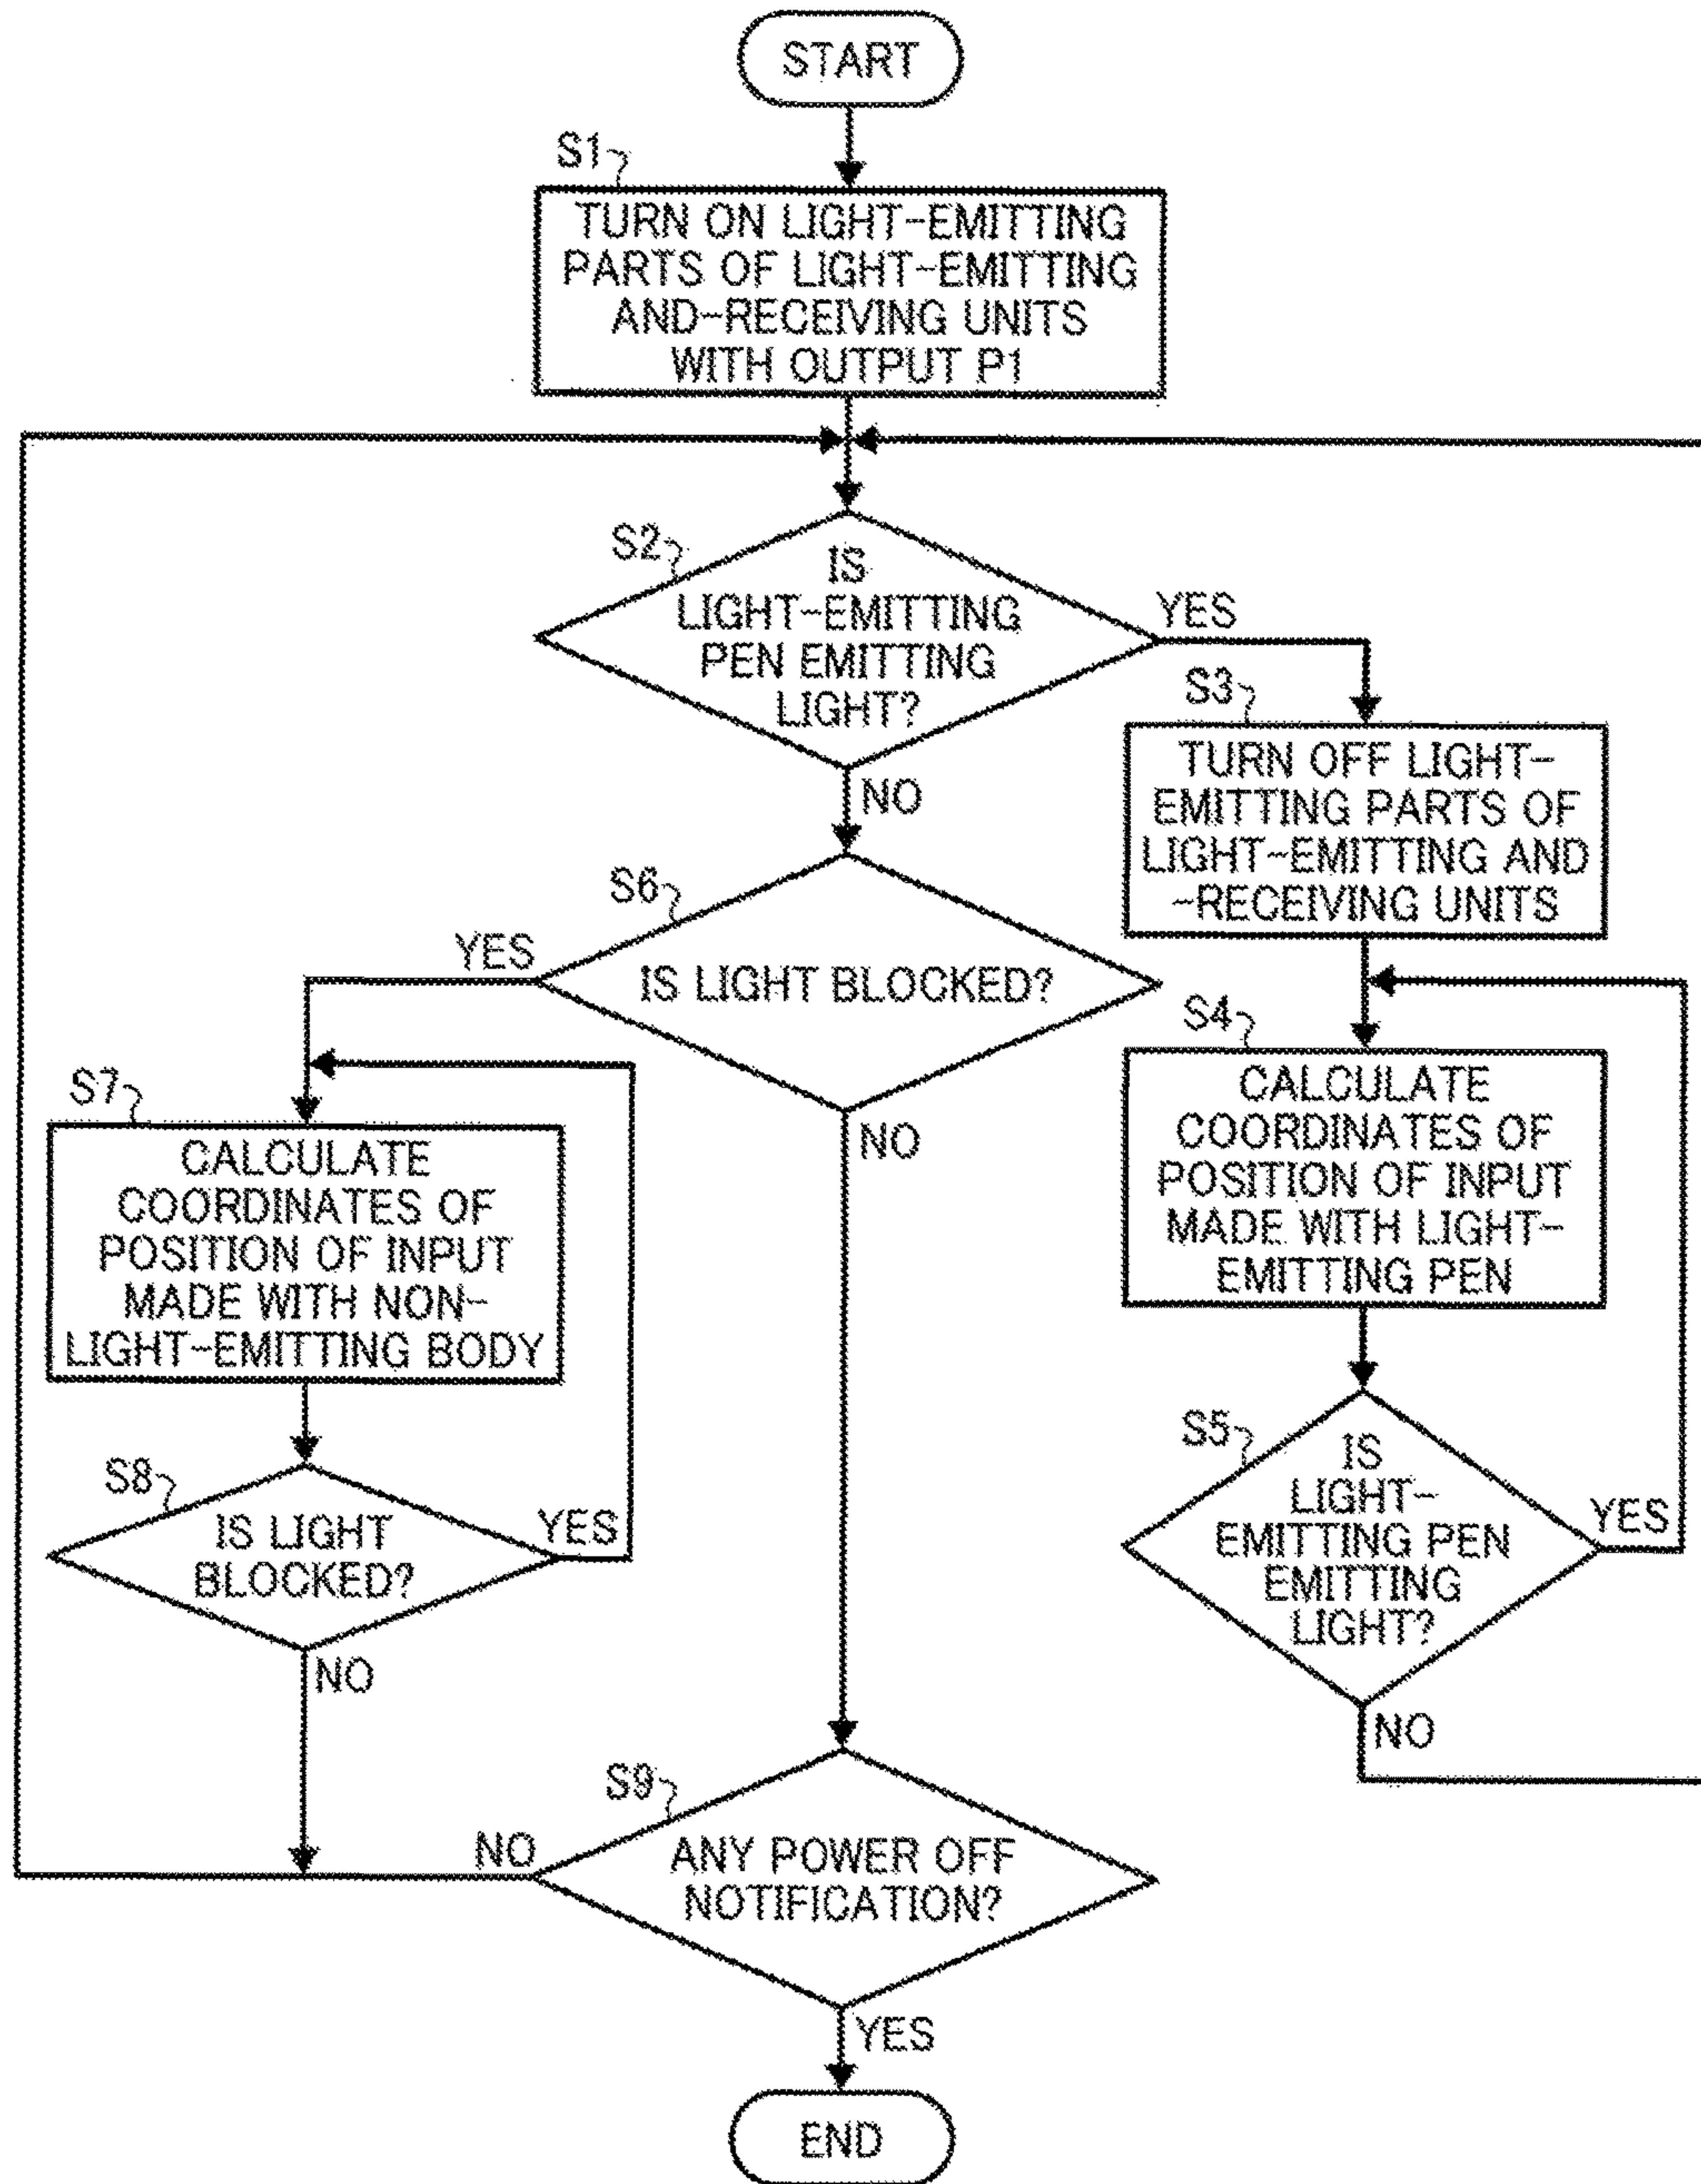 START
S1
TURN ON LIGHT-EMITTING
PARTS OF LIGHT-EMITTING
AND-RECEIVING UNITS
WITH OUTPUT P1
S2
IS
LIGHT-EMITTING
PEN EMITTING
LIGHT?
YES
NO
S3
TURN OFF LIGHT-
EMITTING PARTS OF
LIGHT-EMITTING AND
-RECEIVING UNITS
S6
IS LIGHT BLOCKED?
YES
NO
S4
CALCULATE
COORDINATES OF
POSITION OF INPUT
MADE WITH LIGHT-
EMITTING PEN
S7
CALCULATE
COORDINATES OF
POSITION OF INPUT
MADE WITH NON-
LIGHT-EMITTING BODY
S5
IS
LIGHT-
EMITTING PEN
EMITTING
LIGHT?
YES
NO
S8
IS LIGHT
BLOCKED?
YES
NO
S9
ANY POWER OFF
NOTIFICATION?
NO
YES
END